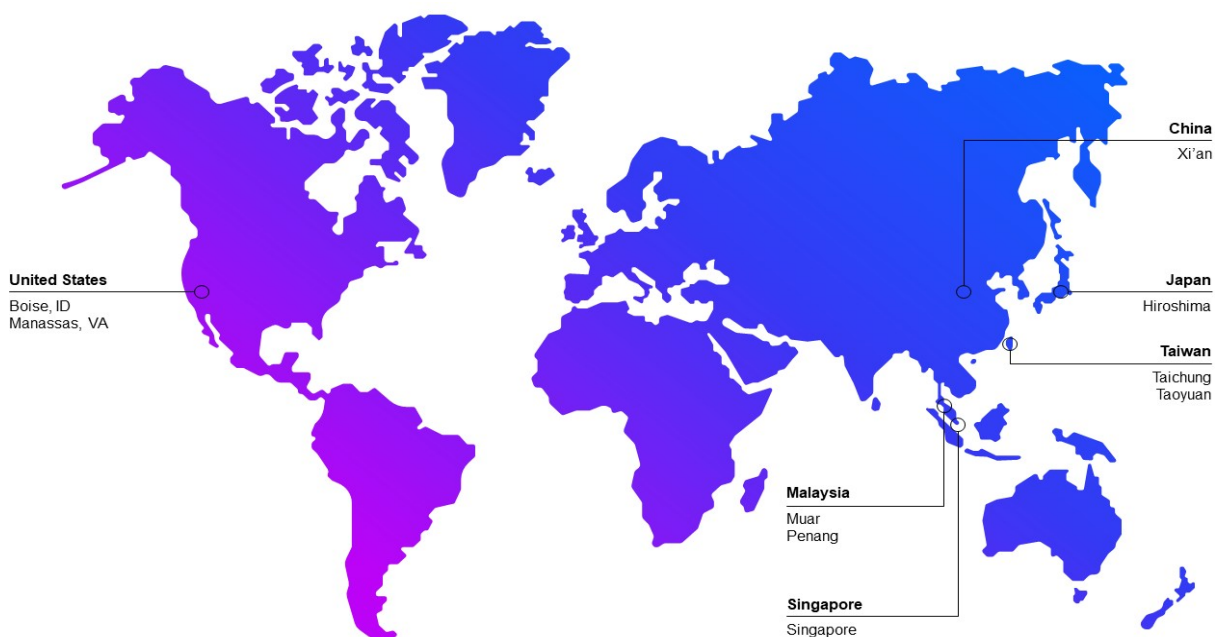 United States
Boise, ID
Manassas, VA
China
Xi’an
Japan
Hiroshima
Taiwan
Taichung
Taoyuan
Malaysia
Muar
Penang
Singapore
Singapore